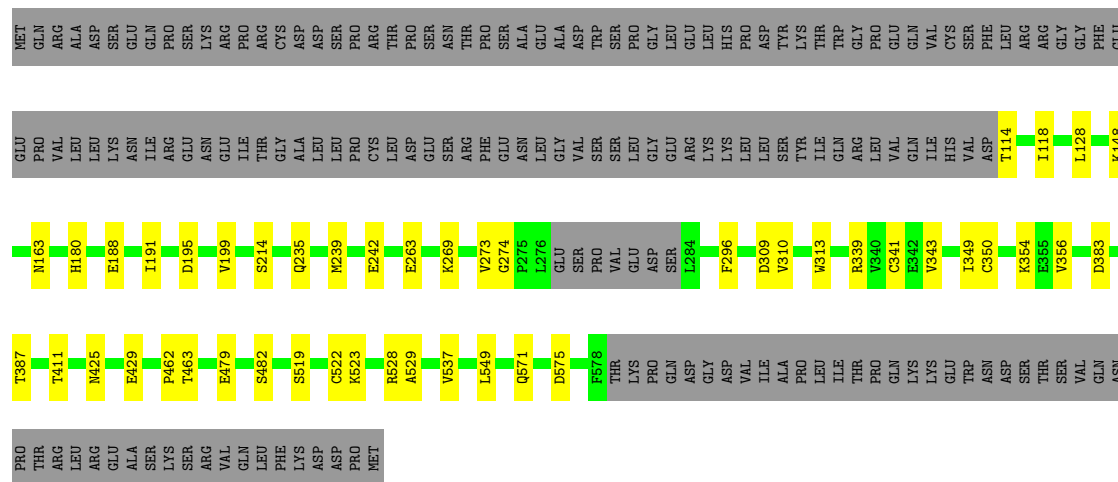 MET GLN ARG ALA ASP SER GLU GLN PRO SER LYS ARG PRO ARG CYS ASP ASP SER PRO ARG THR PRO SER ASN THR PRO SER ALA GLU ALA ASP TRP SER PRO GLY LEU GLU LEU HIS PRO ASP TYR LYS THR TRP GLY PRO GLU GLN VAL CYS SER PHE LEU ARG ARG GLY GLY PHE GLU
GLU PRO VAL LEU LEU LYS ASN ILE ARG GLU ASN GLU ILE THR GLY ALA LEU LEU PRO CYS LEU ASP GLU SER ARG PHE GLU ASN LEU GLY VAL SER SER LEU GLY GLU ARG LYS LYS LEU LEU SER TYR ILE GLN ARG LEU VAL GLN ILE HIS VAL ASP T114 I118 L128 K148
N163 H180 E188 I191 D195 V199 S214 Q235 M239 E242 E263 K269 V273 G274 P275 L276 GLU SER PRO VAL GLU ASP SER L284 F296 D309 V310 W313 R339 V340 C341 E342 V343 I349 C350 K354 E355 V356 D383
T387 T411 N425 E429 P462 T463 E479 S482 S519 C522 K523 R528 A529 V537 L549 Q571 D575 F578 THR LYS PRO GLN ASP GLY ASP VAL ILE ALA PRO LEU ILE THR PRO GLN LYS LYS GLU TRP ASN ASP SER THR SER VAL GLN ASN
PRO THR ARG LEU ARG GLU ALA SER LYS SER ARG VAL GLN LEU PHE LYS ASP ASP PRO MET